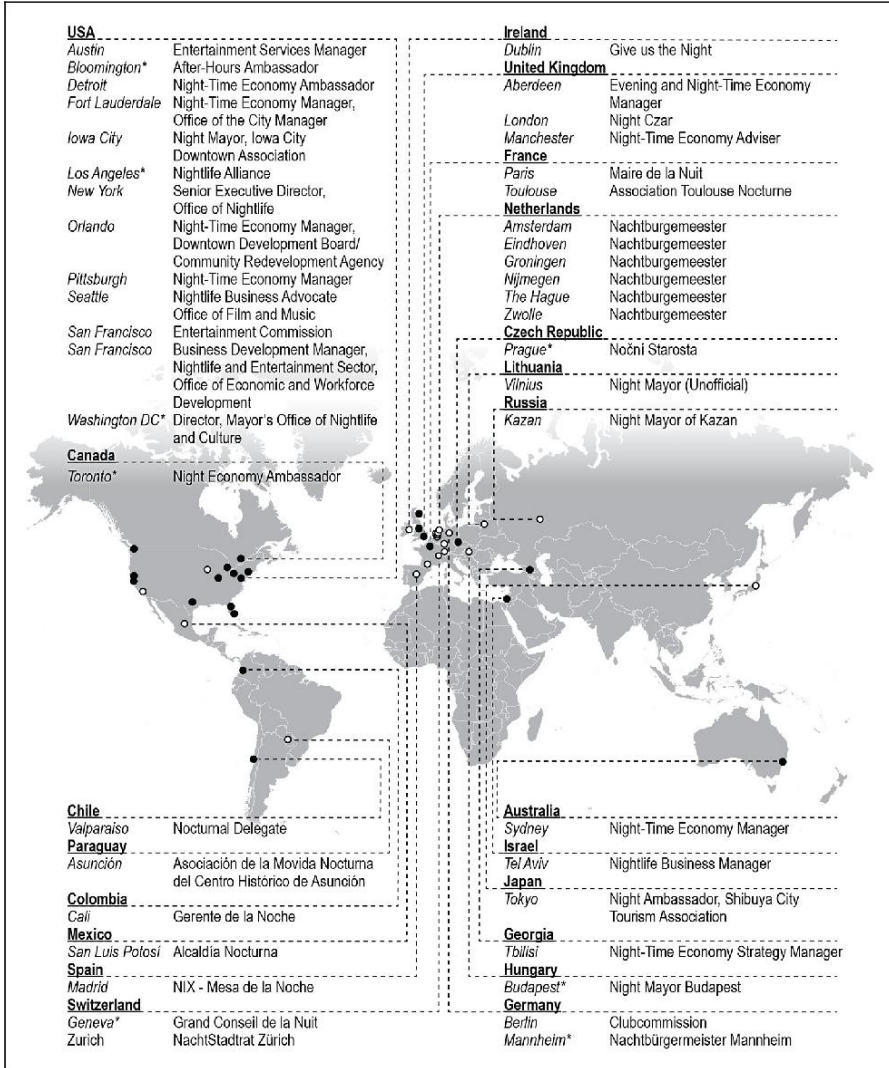 USA
Austin Entertainment Services Manager
Bloomington* After-Hours Ambassador
Detroit Night-Time Economy Ambassador
Fort Lauderdale Night-Time Economy Manager,
Office of the City Manager
Iowa City Night Mayor, Iowa City
Downtown Association
Los Angeles* Nightlife Alliance
New York Senior Executive Director,
Office of Nightlife
Orlando Night-Time Economy Manager,
Downtown Development Board/
Community Redevelopment Agency
Pittsburgh Night-Time Economy Manager
Seattle Nightlife Business Advocate
Office of Film and Music
San Francisco Entertainment Commission
San Francisco Business Development Manager,
Nightlife and Entertainment Sector,
Office of Economic and Workforce
Development
Washington DC* Director, Mayor's Office of Nightlife
and Culture
Canada
Toronto* Night Economy Ambassador
Ireland
Dublin Give us the Night
United Kingdom
Aberdeen Evening and Night-Time Economy
Manager
London Night Czar
Manchester Night-Time Economy Adviser
France
Paris Maire de la Nuit
Toulouse Association Toulouse Nocturne
Netherlands
Amsterdam Nachtburgemeester
Eindhoven Nachtburgemeester
Groningen Nachtburgemeester
Nijmegen Nachtburgemeester
The Hague Nachtburgemeester
Zwolle Nachtburgemeester
Czech Republic
Prague* Noční Starosta
Lithuania
Vilnius Night Mayor (Unofficial)
Russia
Kazan Night Mayor of Kazan
Chile
Valparaiso Nocturnal Delegate
Paraguay
Asunción Asociación de la Movida Nocturna
del Centro Histórico de Asunción
Colombia
Cali Gerente de la Noche
Mexico
San Luis Potosí Alcaldía Nocturna
Spain
Madrid NIX - Mesa de la Noche
Switzerland
Geneva* Grand Conseil de la Nuit
Zurich NachtStadtrat Zürich
Australia
Sydney Night-Time Economy Manager
Israel
Tel Aviv Nightlife Business Manager
Japan
Tokyo Night Ambassador, Shibuya City
Tourism Association
Georgia
Tbilisi Night-Time Economy Strategy Manager
Hungary
Budapest* Night Mayor Budapest
Germany
Berlin Clubcommission
Mannheim* Nachtbürgermeister Mannheim